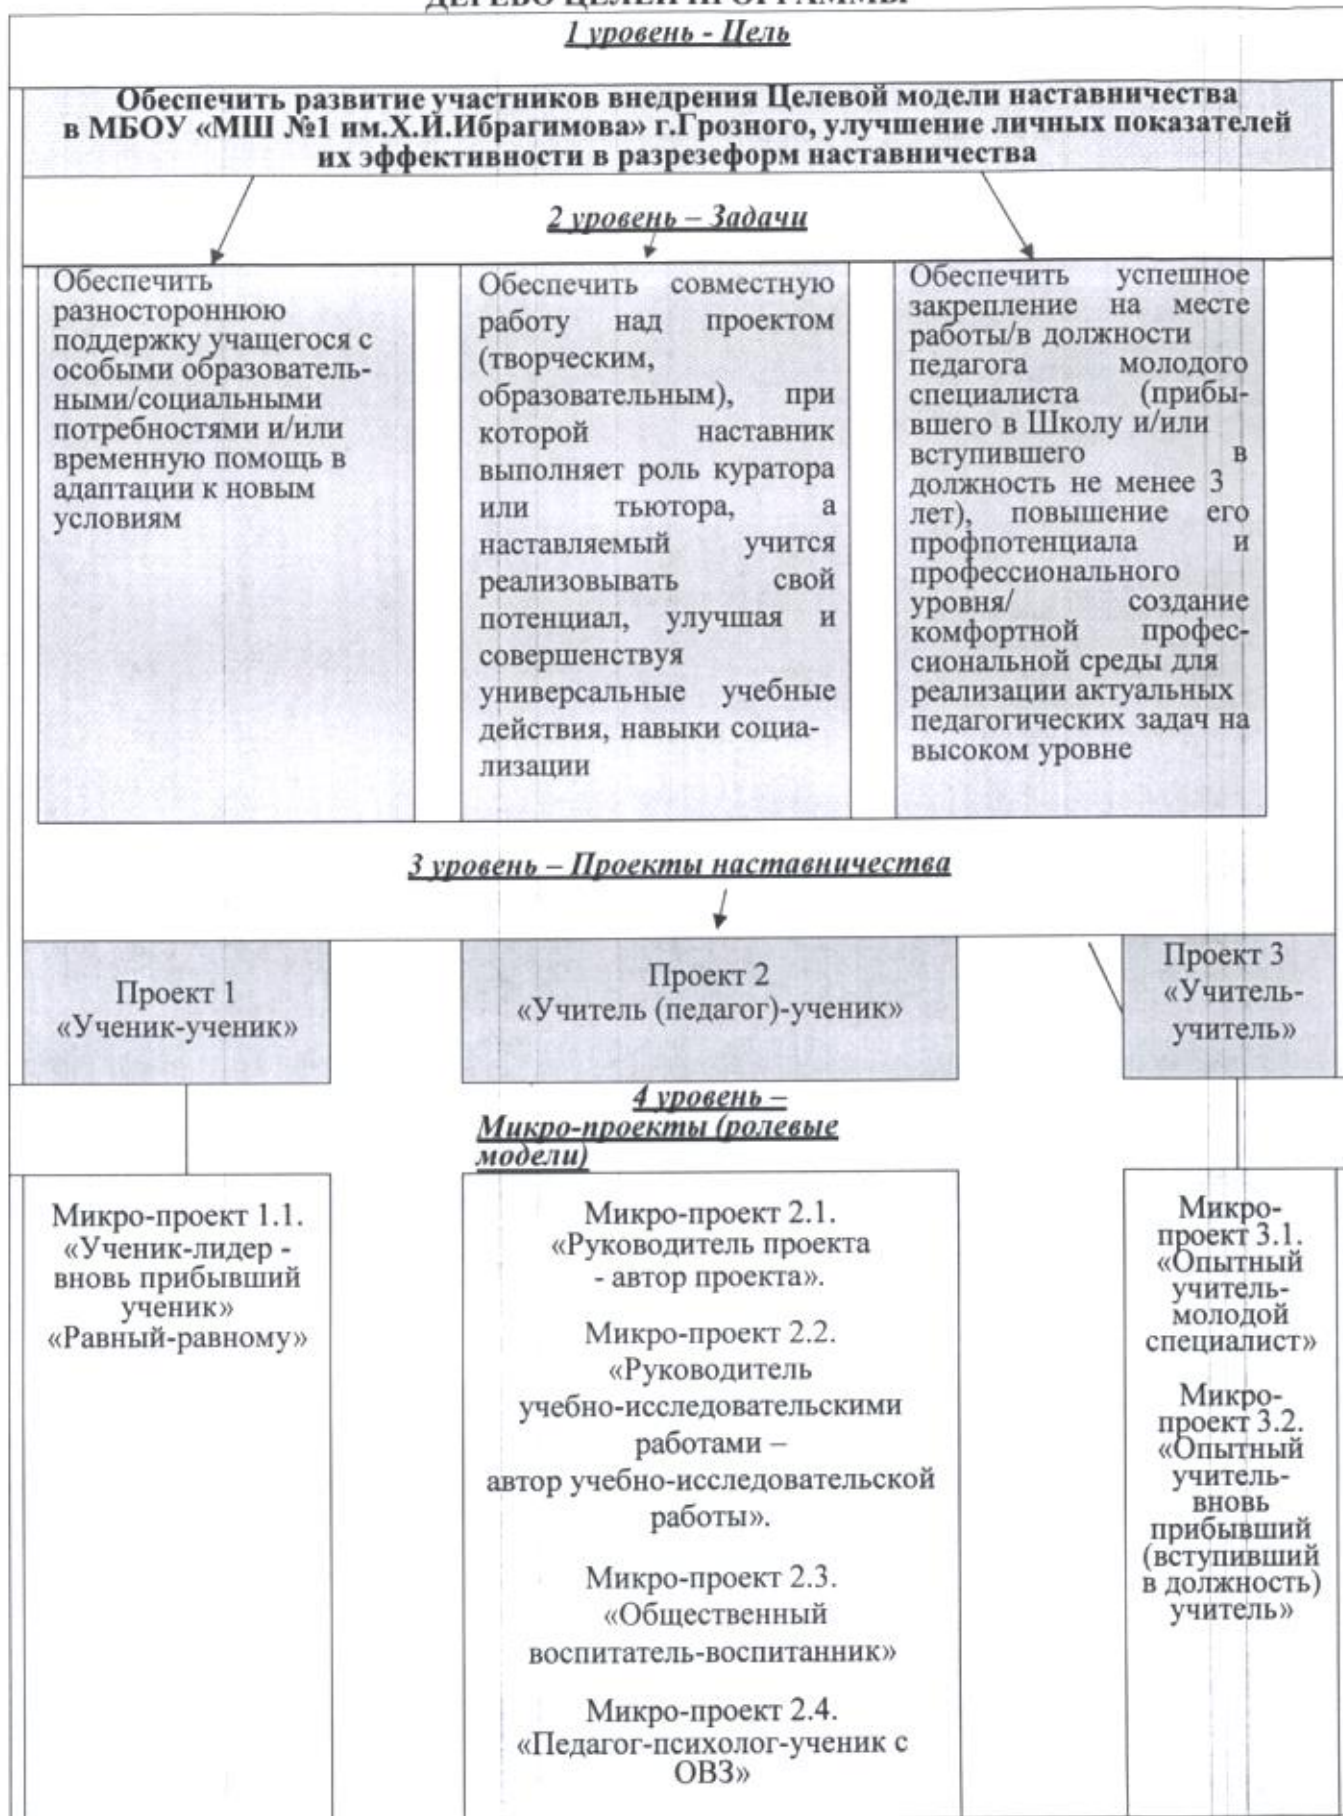 ДЕРЕВО ЦЕЛЕЙ ПРОГРАММЫ
1 уровень - Цель
Обеспечить развитие участников внедрения Целевой модели наставничества
в МБОУ «МШ №1 им.Х.И.Ибрагимова» г.Грозного, улучшение личных показателей
их эффективности в разрезеформ наставничества
2 уровень – Задачи
Обеспечить
разностороннюю
поддержку учащегося с
особыми образователь-
ными/социальными
потребностями и/или
временную помощь в
адаптации к новым
условиям
Обеспечить совместную
работу над проектом
(творческим,
образовательным), при
которой наставник
выполняет роль куратора
или тьютора, а
наставляемый учится
реализовывать свой
потенциал, улучшая и
совершенствуя
универсальные учебные
действия, навыки социа-
лизации
Обеспечить успешное
закрепление на месте
работы/в должности
педагога молодого
специалиста (прибы-
вшего в Школу и/или
вступившего в
должность не менее 3
лет), повышение его
профпотенциала и
профессионального
уровня/ создание
комфортной профес-
сиональной среды для
реализации актуальных
педагогических задач на
высоком уровне
3 уровень – Проекты наставничества
Проект 1
«Ученик-ученик»
Проект 2
«Учитель (педагог)-ученик»
Проект 3
«Учитель-
учитель»
4 уровень –
Микро-проекты (ролевые
модели)
Микро-проект 1.1.
«Ученик-лидер -
вновь прибывший
ученик»
«Равный-равному»
Микро-проект 2.1.
«Руководитель проекта
- автор проекта».
Микро-проект 2.2.
«Руководитель
учебно-исследовательскими
работами –
автор учебно-исследовательской
работы».
Микро-проект 2.3.
«Общественный
воспитатель-воспитанник»
Микро-проект 2.4.
«Педагог-психолог-ученик с
ОВЗ»
Микро-
проект 3.1.
«Опытный
учитель-
молодой
специалист»
Микро-
проект 3.2.
«Опытный
учитель-
вновь
прибывший
(вступивший
в должность)
учитель»